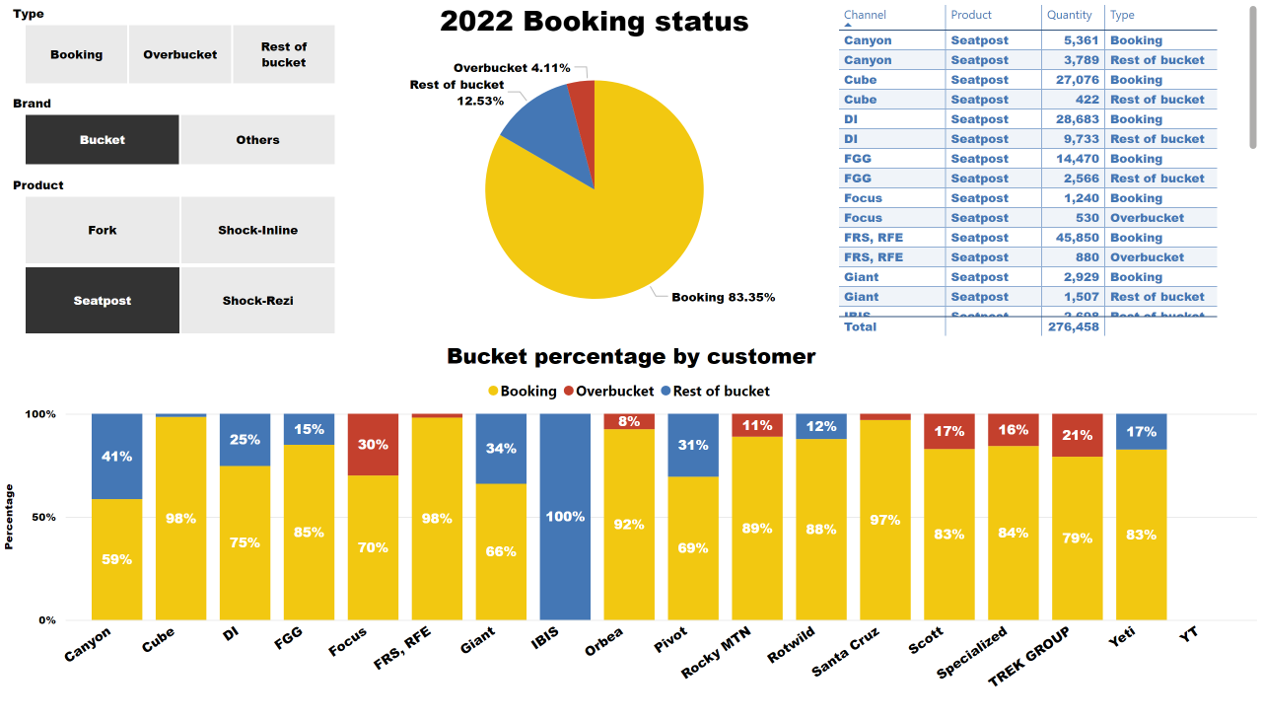 Type
Booking
Overbucket
Rest of
bucket
Brand
Bucket
Others
Product
Fork
Shock-Inline
Seatpost
Shock-Rezi
2022 Booking status
Overbucket 4.11%
Rest of bucket
12.53%
Booking 83.35%
Channel Product Quantity Type
Canyon Seatpost 5,361 Booking
Canyon Seatpost 3,789 Rest of bucket
Cube Seatpost 27,076 Booking
Cube Seatpost 422 Rest of bucket
DI Seatpost 28,683 Booking
DI Seatpost 9,733 Rest of bucket
FGG Seatpost 14,470 Booking
FGG Seatpost 2,566 Rest of bucket
Focus Seatpost 1,240 Booking
Focus Seatpost 530 Overbucket
FRS, RFE Seatpost 45,850 Booking
FRS, RFE Seatpost 880 Overbucket
Giant Seatpost 2,929 Booking
Giant Seatpost 1,507 Rest of bucket
IBIS Seatpost Rest of bucket
Total 276,458
Bucket percentage by customer
Booking Overbucket Rest of bucket
Percentage
100%
50%
0%
41%
59%
98%
25%
75%
15%
85%
30%
70%
98%
34%
66%
100%
8%
92%
31%
69%
11%
89%
12%
88%
97%
17%
83%
16%
84%
21%
79%
17%
83%
Canyon
Cube
DI
FGG
Focus
FRS, RFE
Giant
IBIS
Orbea
Pivot
Rocky MTN
Rotwild
Santa Cruz
Scott
Specialized
TREK GROUP
Yeti
YT